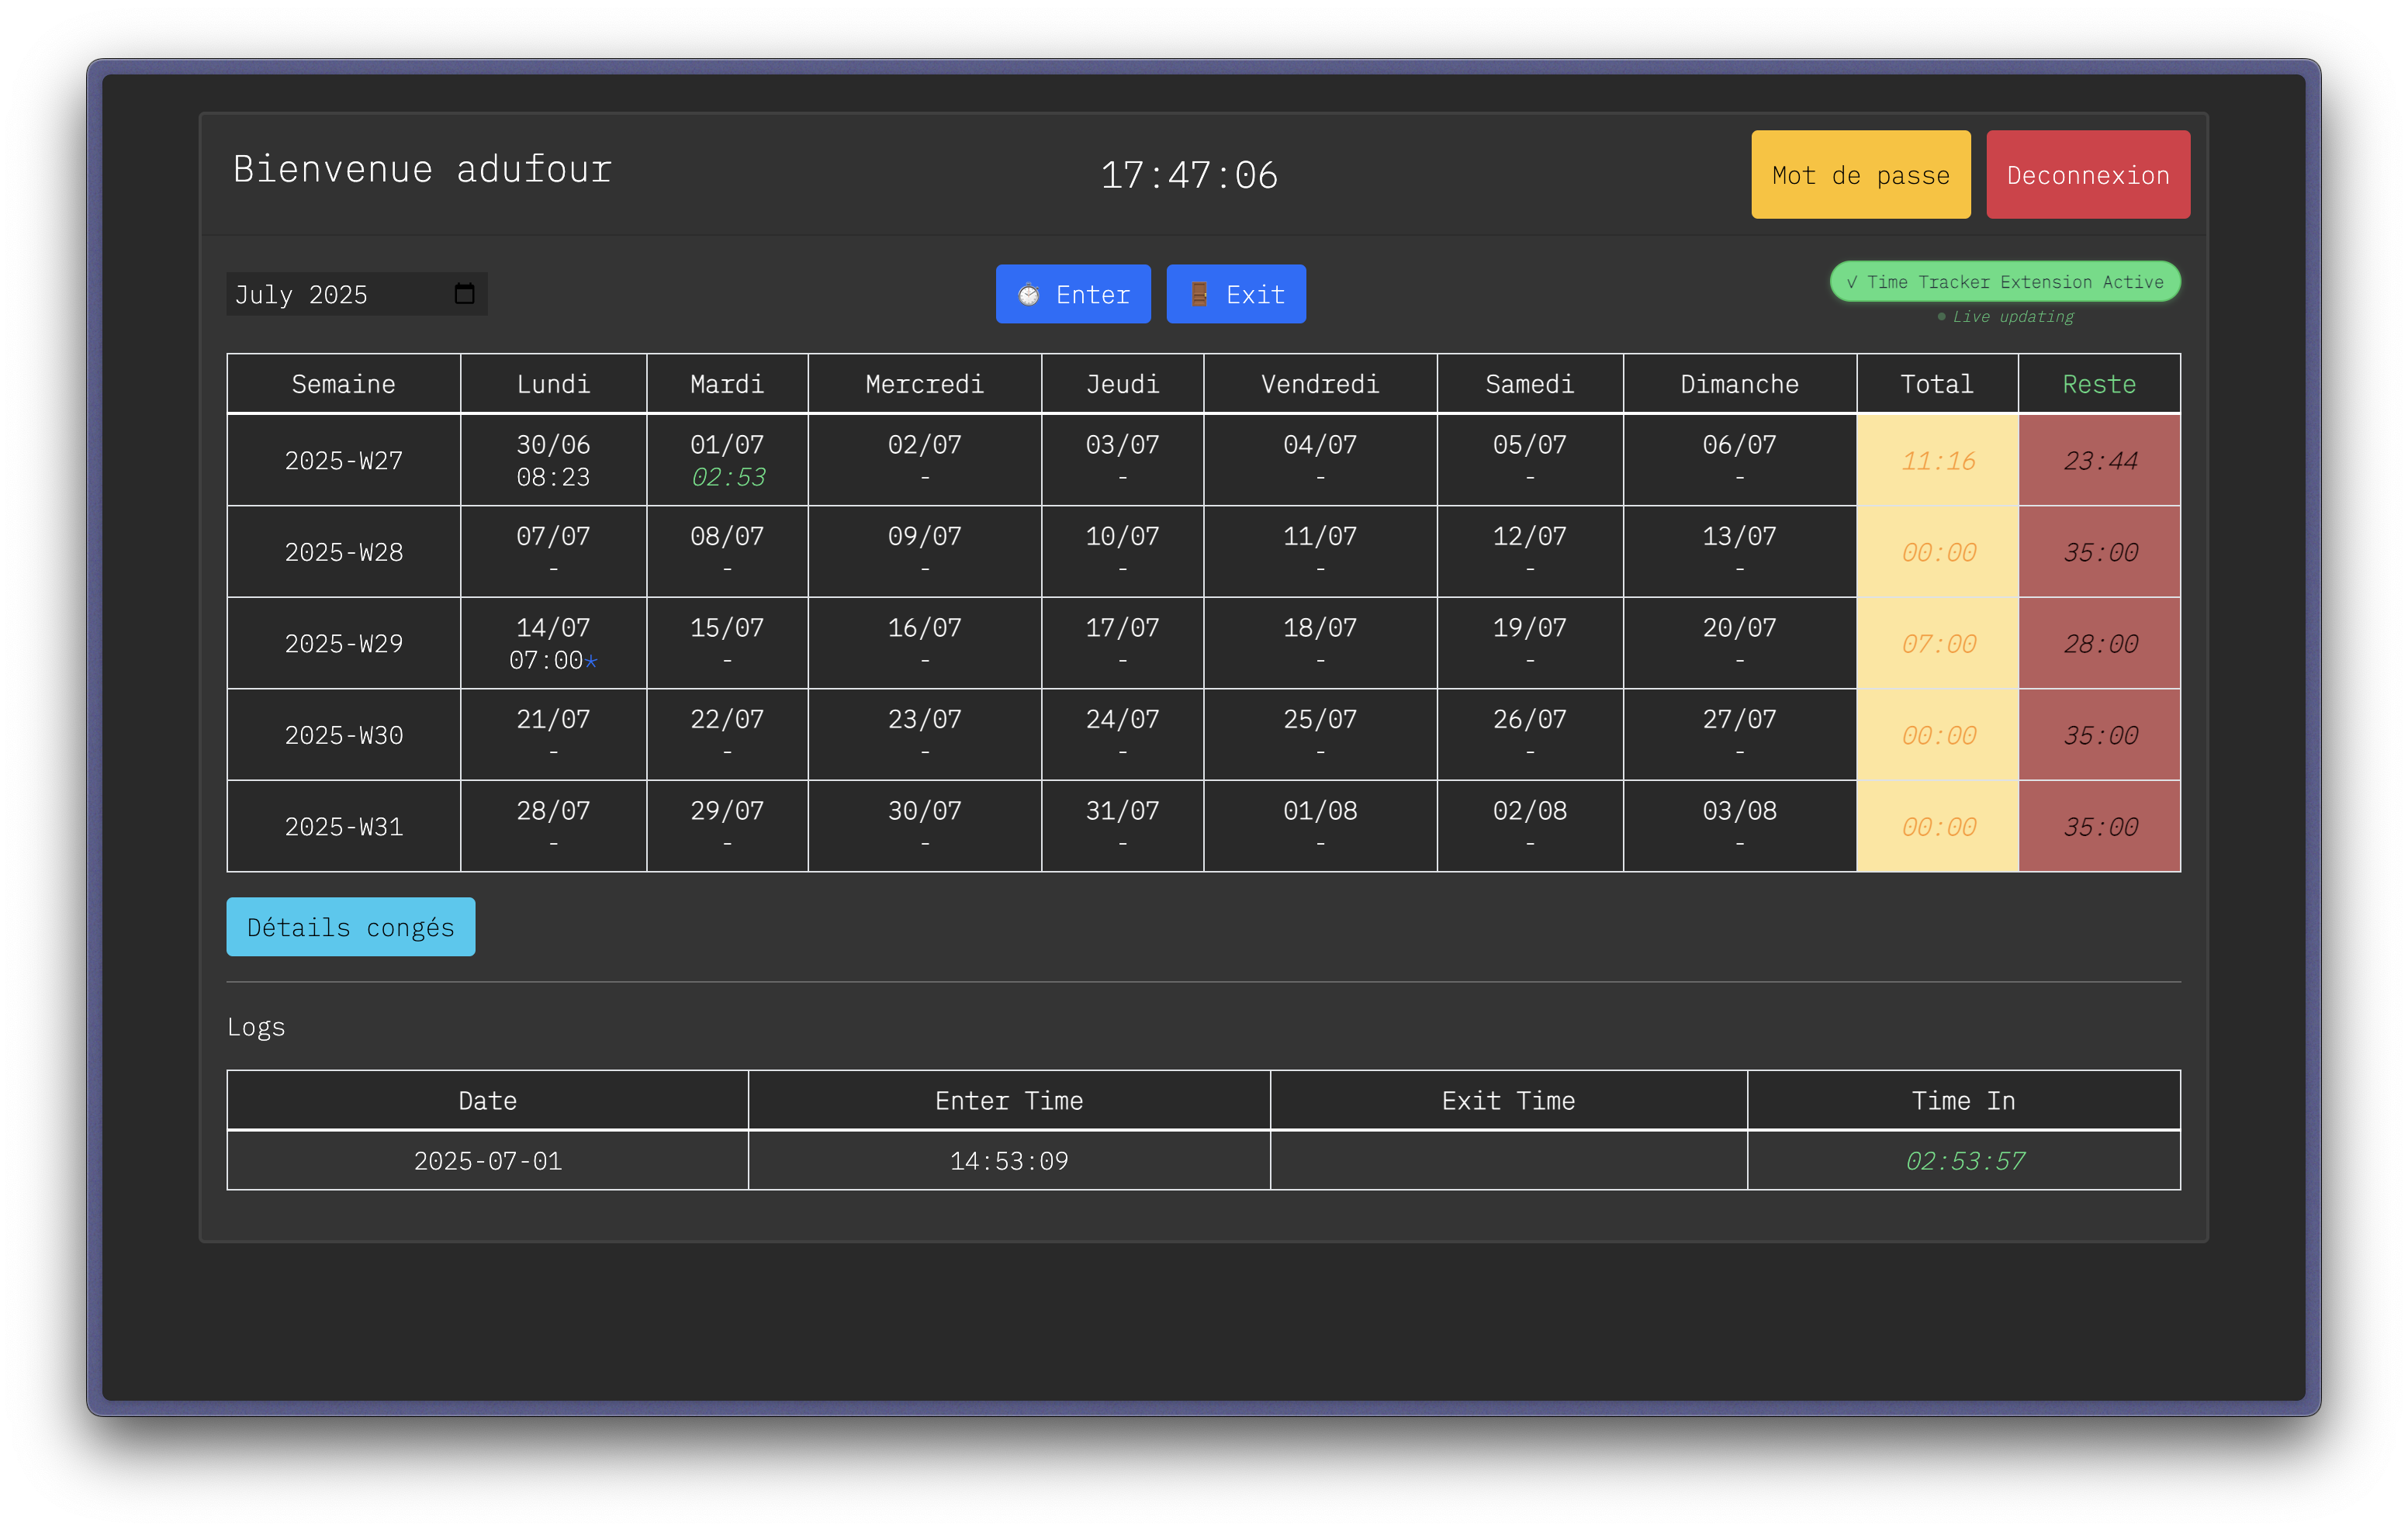 Bienvenue adufour
17:47:06
Mot de passe
Deconnexion
July 2025
Enter
Exit
✓ Time Tracker Extension Active
Live updating
Semaine Lundi Mardi Mercredi Jeudi Vendredi Samedi Dimanche Total Reste
30/06 01/07 02/07 03/07 04/07 05/07 06/07
2025-W27 11:16 23:44
08:23 02:53 - - - - -
07/07 08/07 09/07 10/07 11/07 12/07 13/07
2025-W28 00:00 35:00
- - - - - - -
14/07 15/07 16/07 17/07 18/07 19/07 20/07
2025-W29 07:00 28:00
07:00* - - - - - -
21/07 22/07 23/07 24/07 25/07 26/07 27/07
2025-W30 00:00 35:00
- - - - - - -
28/07 29/07 30/07 31/07 01/08 02/08 03/08
2025-W31 00:00 35:00
- - - - - - -
Détails congés
Logs
Date Enter Time Exit Time Time In
2025-07-01 14:53:09 02:53:57